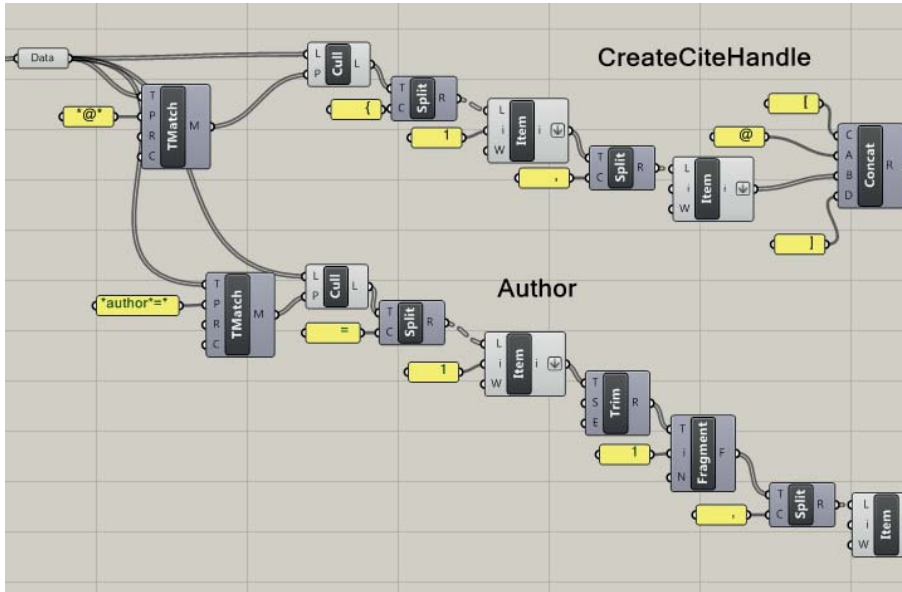 Data
*@*
T
P
R
C
TMatch
M
L
P
Cull
L
{
T
C
Split
R
1
L
i
W
Item
i
,
T
C
Split
R
L
i
W
Item
i
CreateCiteHandle
[
@
]
C
A
B
D
Concat
R
*author*=*
T
P
R
C
TMatch
M
L
P
Cull
L
=
T
C
Split
R
Author
1
L
i
W
Item
i
T
S
E
Trim
R
1
T
i
N
Fragment
F
,
T
C
Split
R
L
i
W
Item